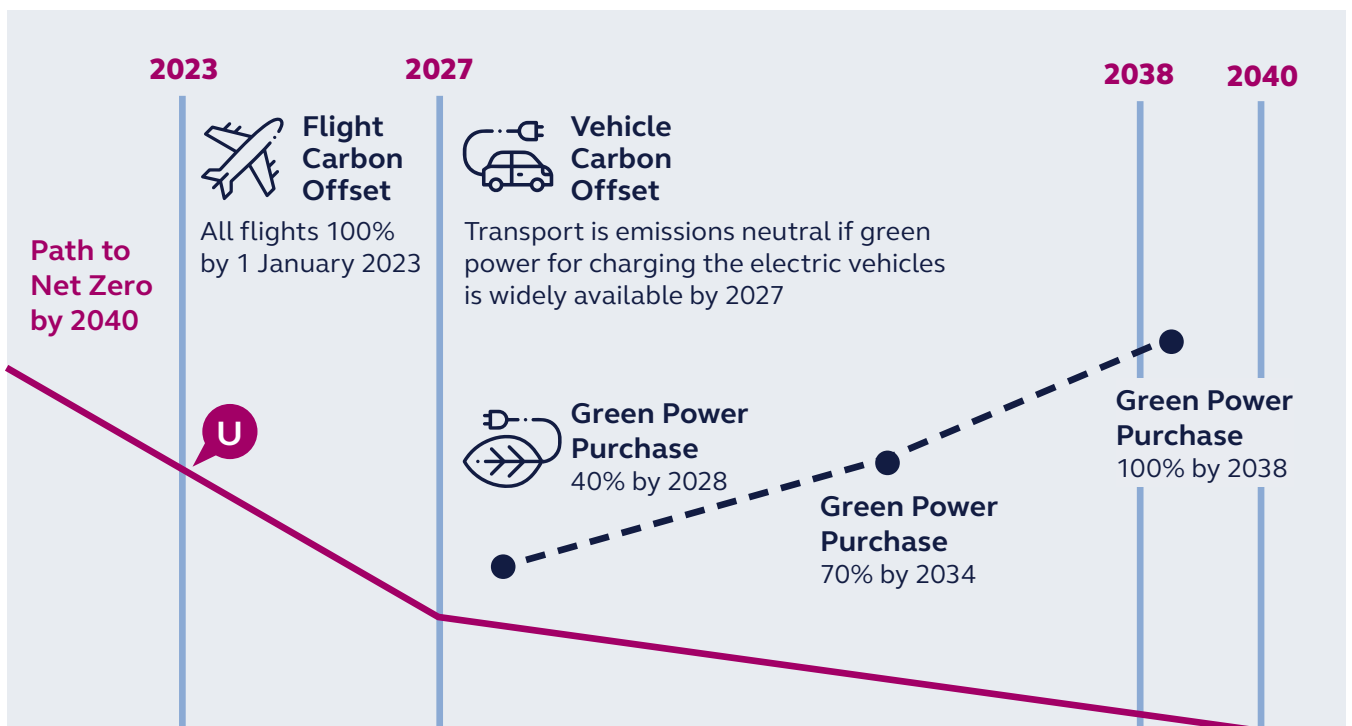 2023
2027
2038
2040
Path to
Net Zero
by 2040
Flight
Carbon
Offset
All flights 100%
by 1 January 2023
U
Vehicle
Carbon
Offset
Transport is emissions neutral if green
power for charging the electric vehicles
is widely available by 2027
Green Power
Purchase
40% by 2028
Green Power
Purchase
70% by 2034
Green Power
Purchase
100% by 2038